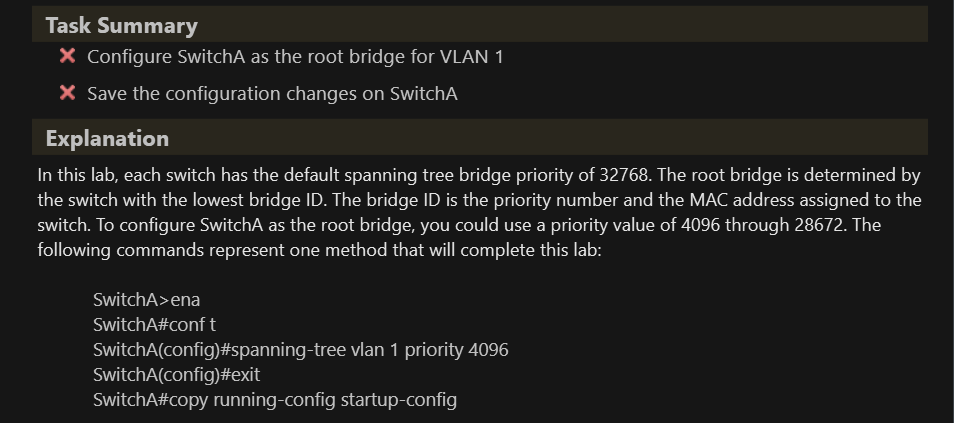 Task Summary
Configure SwitchA as the root bridge for VLAN 1
Save the configuration changes on SwitchA
Explanation
In this lab, each switch has the default spanning tree bridge priority of 32768. The root bridge is determined by
the switch with the lowest bridge ID. The bridge ID is the priority number and the MAC address assigned to the
switch. To configure SwitchA as the root bridge, you could use a priority value of 4096 through 28672. The
following commands represent one method that will complete this lab:
SwitchA>ena
SwitchA#conf t
SwitchA(config)#spanning-tree vlan 1 priority 4096
SwitchA(config)#exit
SwitchA#copy running-config startup-config